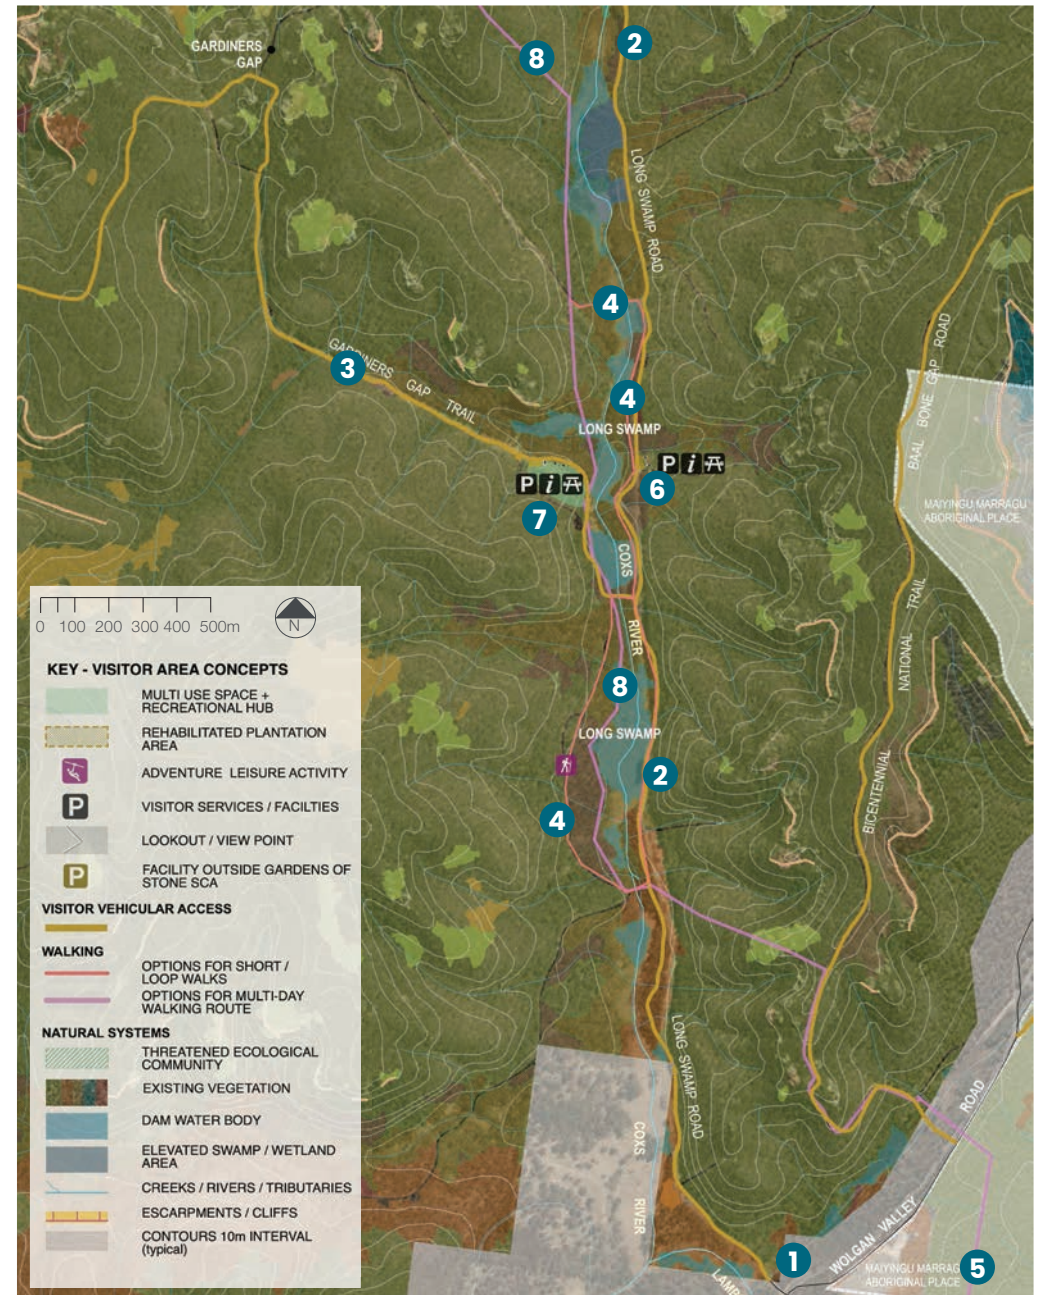 GARDINERS
GAP
8
2
LONG SWAMP ROAD
4
3
GARDINERS GAP TRAIL
4
LONG SWAMP
P i
6
P i
7
COXS
RIVER
8
LONG SWAMP
2
4
BAAL BONE GAP ROAD
MAIYINGU MARRAGU
ABORIGINAL PLACE
BICENTENNIAL NATIONAL TRAIL
LONG SWAMP ROAD
COXS RIVER
WOLGAN VALLEY ROAD
1
MAIYINGU MARRAG
ABORIGINAL PLACE
5
0 100 200 300 400 500m
N
KEY - VISITOR AREA CONCEPTS
MULTI USE SPACE +
RECREATIONAL HUB
REHABILITATED PLANTATION
AREA
ADVENTURE LEISURE ACTIVITY
P
VISITOR SERVICES / FACILTIES
LOOKOUT / VIEW POINT
P
FACILITY OUTSIDE GARDENS OF
STONE SCA
VISITOR VEHICULAR ACCESS
WALKING
OPTIONS FOR SHORT /
LOOP WALKS
OPTIONS FOR MULTI-DAY
WALKING ROUTE
NATURAL SYSTEMS
THREATENED ECOLOGICAL
COMMUNITY
EXISTING VEGETATION
DAM WATER BODY
ELEVATED SWAMP / WETLAND
AREA
CREEKS / RIVERS / TRIBUTARIES
ESCARPMENTS / CLIFFS
CONTOURS 10m INTERVAL
(typical)